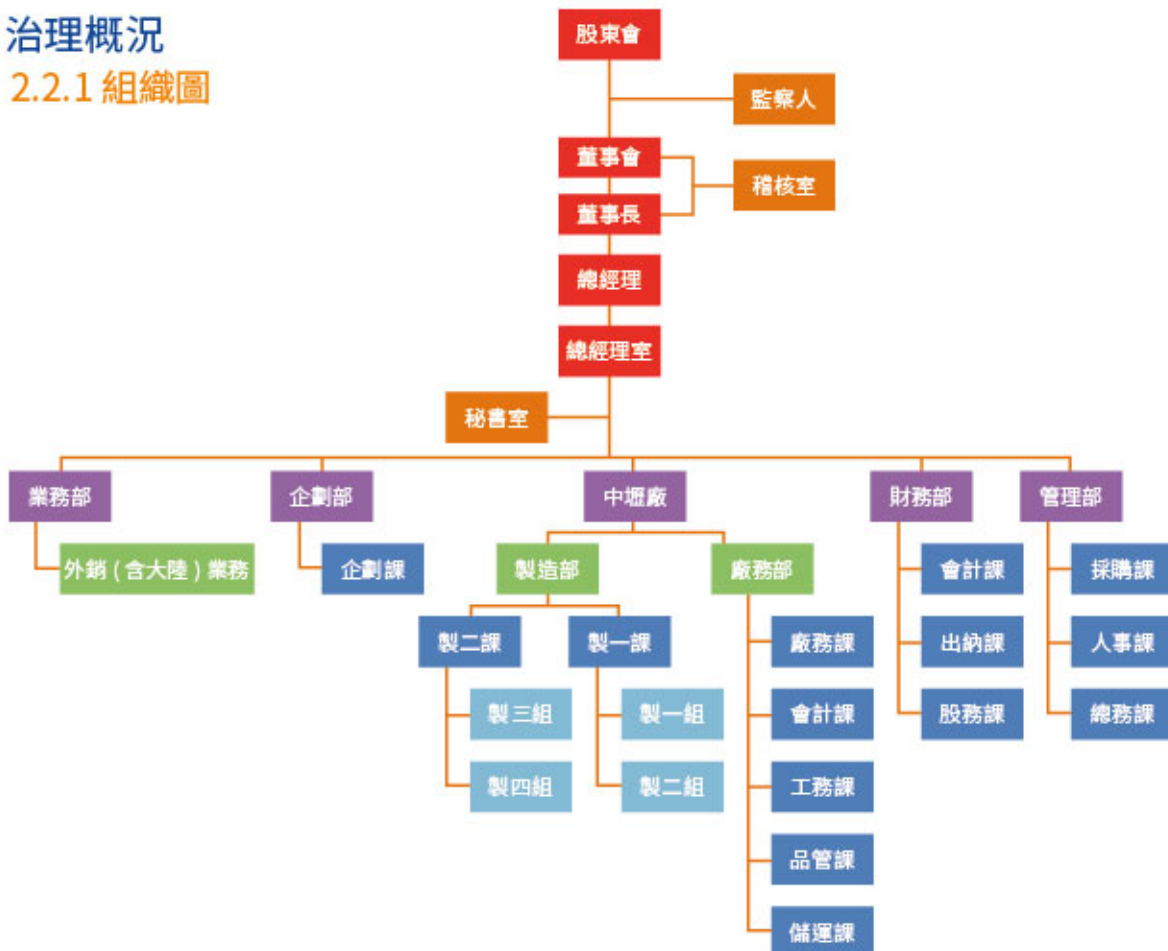 治理概況
2.2.1 組織圖
股東會
監察人
董事會
稽核室
董事長
總經理
總經理室
秘書室
業務部
企劃部
中壢廠
財務部
管理部
外銷 ( 含大陸 ) 業務
企劃課
製造部
廠務部
會計課
採購課
製二課
製一課
廠務課
出納課
人事課
製三組
製一組
會計課
股務課
總務課
製四組
製二組
工務課
品管課
儲運課